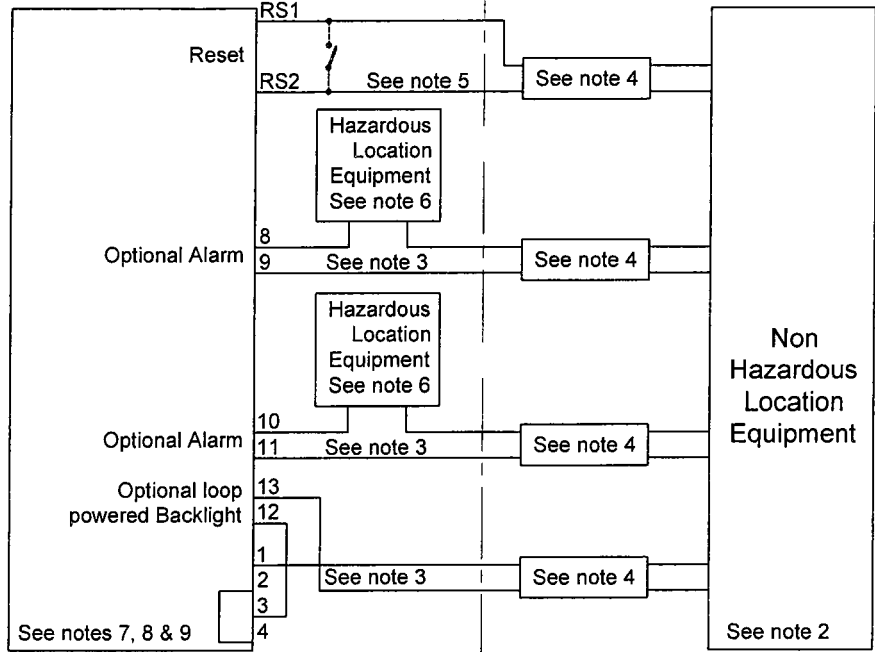 RS1
Reset
RS2
See note 5
See note 4
Hazardous
Location
Equipment
See note 6
8
Optional Alarm
9
See note 3
See note 4
Hazardous
Location
Equipment
See note 6
Non
Hazardous
Location
Equipment
10
Optional Alarm
11
See note 3
See note 4
Optional loop
powered Backlight
13
12
1
2
3
4
See note 3
See note 4
See notes 7, 8 & 9
See note 2